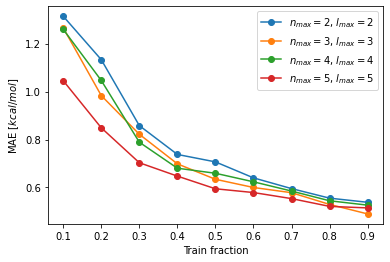 n_max = 2, l_max = 2
n_max = 3, l_max = 3
n_max = 4, l_max = 4
n_max = 5, l_max = 5
MAE [kcal/mol]
1.2
1.0
0.8
0.6
0.1 0.2 0.3 0.4 0.5 0.6 0.7 0.8 0.9
Train fraction